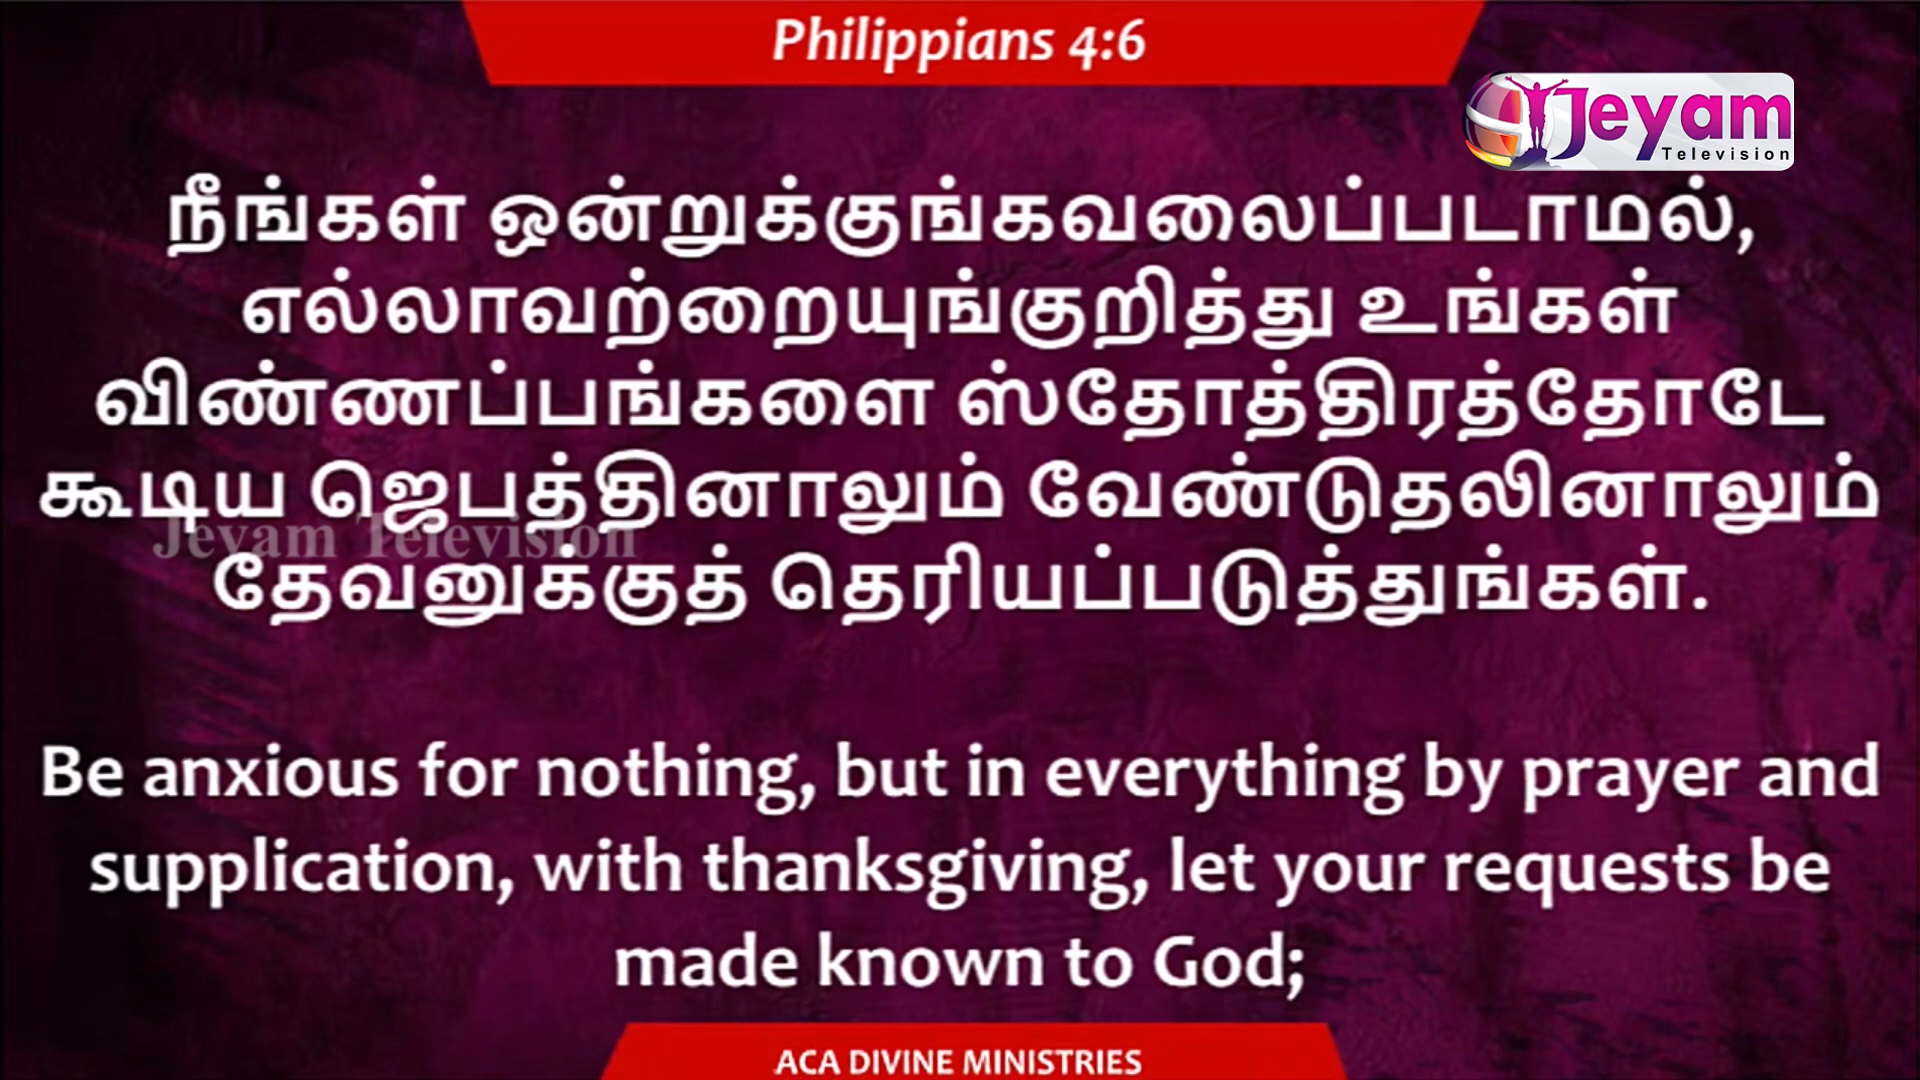 Philippians 4:6
Jeyam
Television
நீங்கள் ஒன்றுக்குங்கவலைப்படாமல்,
எல்லாவற்றையுங்குறித்து உங்கள்
விண்ணப்பங்களை ஸ்தோத்திரத்தோடே
கூடிய ஜெபத்தினாலும் வேண்டுதலினாலும்
Jeyam Television
தேவனுக்குத் தெரியப்படுத்துங்கள்.
Be anxious for nothing, but in everything by prayer and
supplication, with thanksgiving, let your requests be
made known to God;
ACA DIVINE MINISTRIES